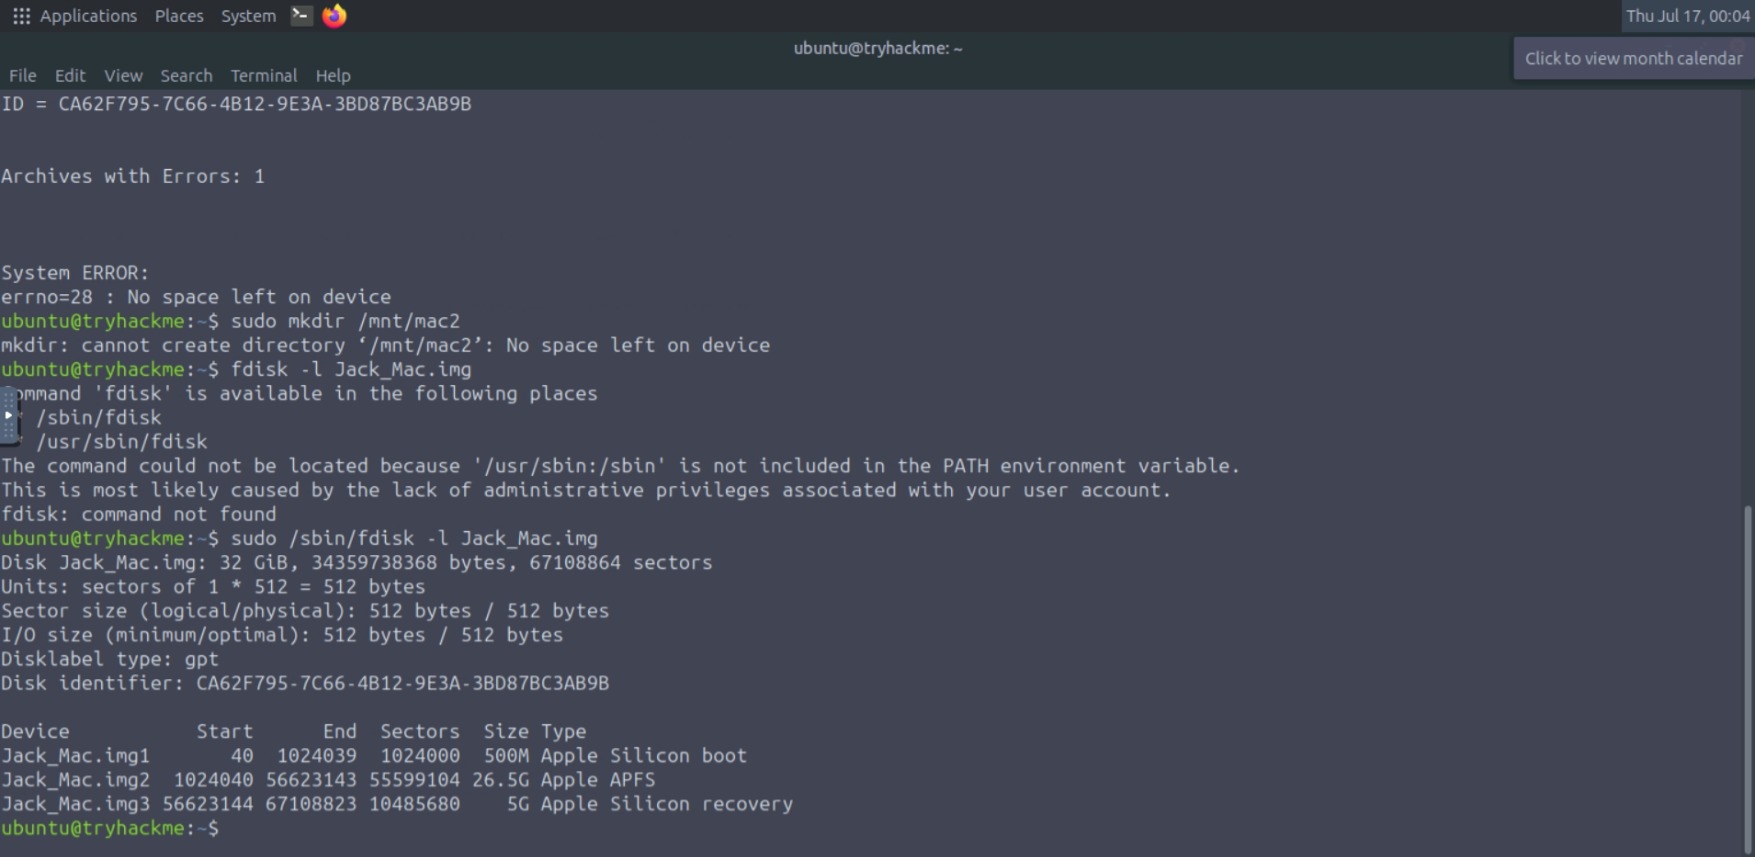 Applications Places System Thu Jul 17, 00:04
ubuntu@tryhackme: ~
Click to view month calendar
File Edit View Search Terminal Help
ID = CA62F795-7C66-4B12-9E3A-3BD87BC3AB9B
Archives with Errors: 1
System ERROR:
errno=28 : No space left on device
ubuntu@tryhackme:~$ sudo mkdir /mnt/mac2
mkdir: cannot create directory ‘/mnt/mac2’: No space left on device
ubuntu@tryhackme:~$ fdisk -l Jack_Mac.img
ommand 'fdisk' is available in the following places
* /sbin/fdisk
* /usr/sbin/fdisk
The command could not be located because '/usr/sbin:/sbin' is not included in the PATH environment variable.
This is most likely caused by the lack of administrative privileges associated with your user account.
fdisk: command not found
ubuntu@tryhackme:~$ sudo /sbin/fdisk -l Jack_Mac.img
Disk Jack_Mac.img: 32 GiB, 34359738368 bytes, 67108864 sectors
Units: sectors of 1 * 512 = 512 bytes
Sector size (logical/physical): 512 bytes / 512 bytes
I/O size (minimum/optimal): 512 bytes / 512 bytes
Disklabel type: gpt
Disk identifier: CA62F795-7C66-4B12-9E3A-3BD87BC3AB9B
Device Start End Sectors Size Type
Jack_Mac.img1 40 1024039 1024000 500M Apple Silicon boot
Jack_Mac.img2 1024040 56623143 55599104 26.5G Apple APFS
Jack_Mac.img3 56623144 67108823 10485680 5G Apple Silicon recovery
ubuntu@tryhackme:~$